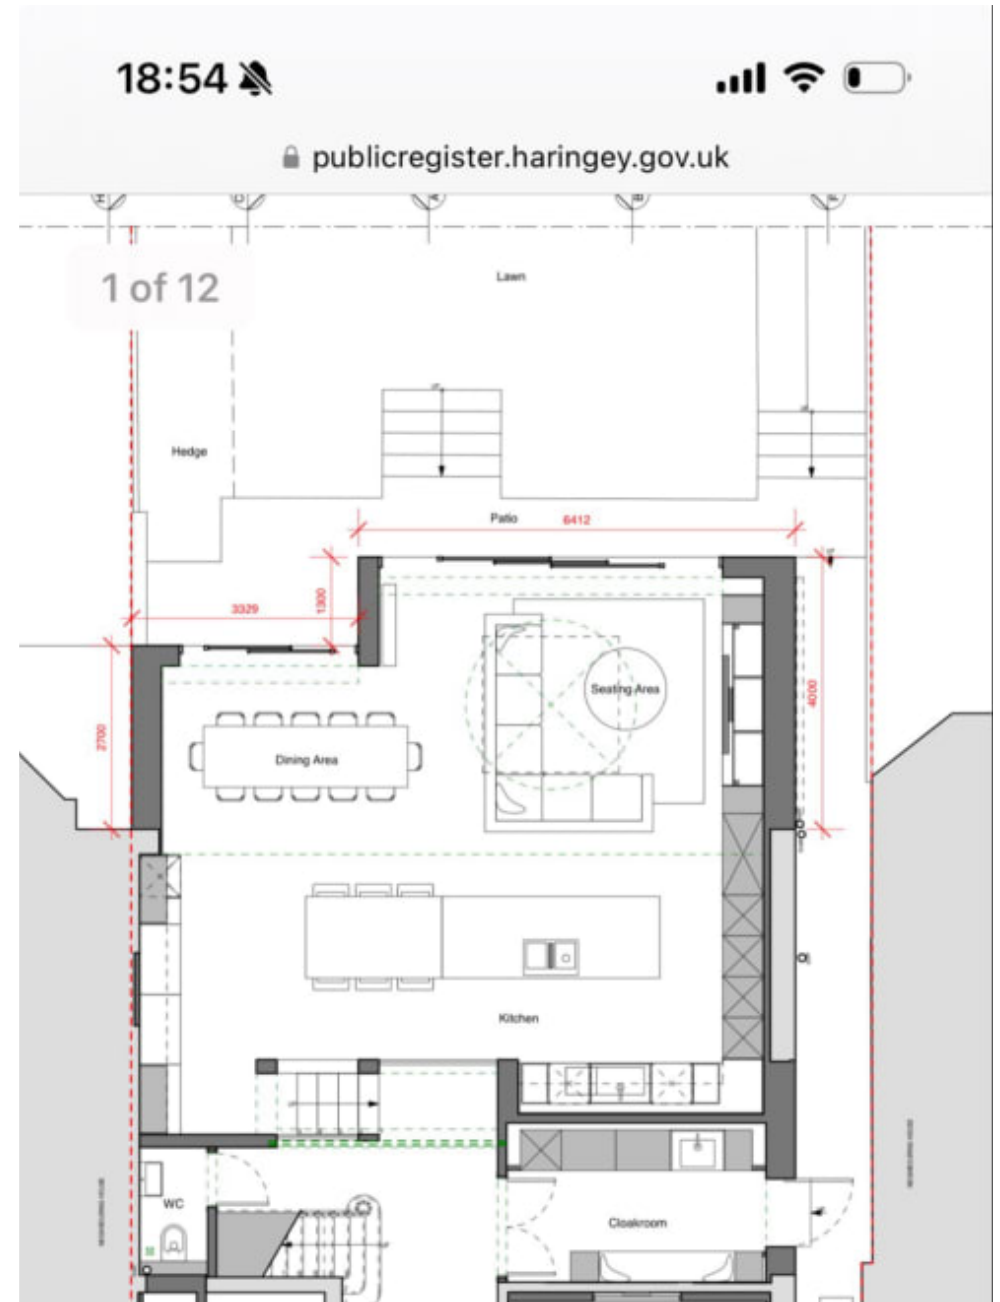 18:54
publicregister.haringey.gov.uk
H
C
A
B
F
1 of 12
Lawn
Hedge
Patio
6412
3329
1300
2700
4000
Seating Area
Dining Area
Kitchen
WC
Cloakroom